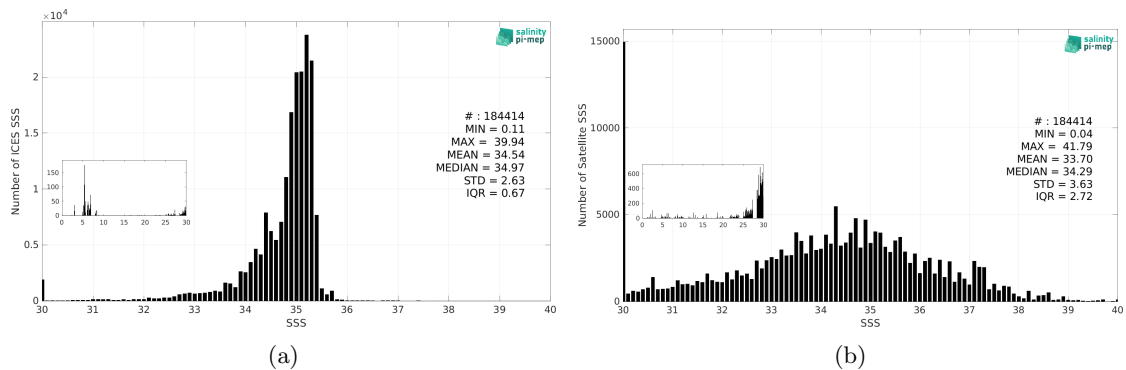 ×10⁴
salinity
pi-mep
# : 184414
MIN = 0.11
MAX = 39.94
MEAN = 34.54
MEDIAN = 34.97
STD = 2.63
IQR = 0.67
Number of ICES SSS
2
1.5
1
0.5
0
150
100
50
0
0 5 10 15 20 25 30
30 31 32 33 34 35 36 37 38 39 40
SSS
(a)
salinity
pi-mep
# : 184414
MIN = 0.04
MAX = 41.79
MEAN = 33.70
MEDIAN = 34.29
STD = 3.63
IQR = 2.72
Number of Satellite SSS
15000
10000
5000
0
600
400
200
0
0 5 10 15 20 25 30
30 31 32 33 34 35 36 37 38 39 40
SSS
(b)